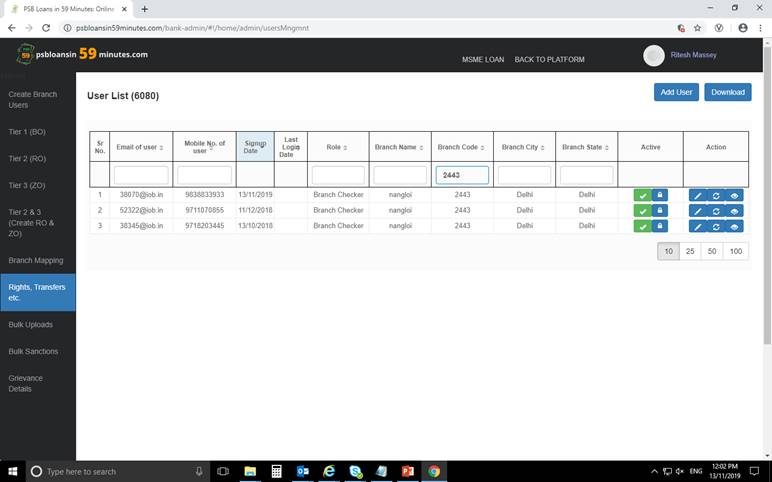 PSB Loans in 59 Minutes: Online
psbloansin59minutes.com/bank-admin/#!/home/admin/usersMngmnt
psbloansin 59 minutes.com
MSME LOAN BACK TO PLATFORM Ritesh Massey
Create Branch
Users
Tier 1 (BO)
Tier 2 (RO)
Tier 3 (ZO)
Tier 2 & 3
(Create RO &
ZO)
Branch Mapping
Rights, Transfers
etc.
Bulk Uploads
Bulk Sanctions
Grievance
Details
User List (6080)
Add User Download
Sr No. Email of user Mobile No. of user Signup Date Last Login Date Role Branch Name Branch Code Branch City Branch State Active Action
2443
1 38070@iob.in 9838833933 13/11/2019 Branch Checker nangloi 2443 Delhi Delhi
2 52322@iob.in 9711070855 11/12/2018 Branch Checker nangloi 2443 Delhi Delhi
3 38345@iob.in 9718203445 13/10/2018 Branch Checker nangloi 2443 Delhi Delhi
10 25 50 100
Type here to search
ENG
12:02 PM
13/11/2019